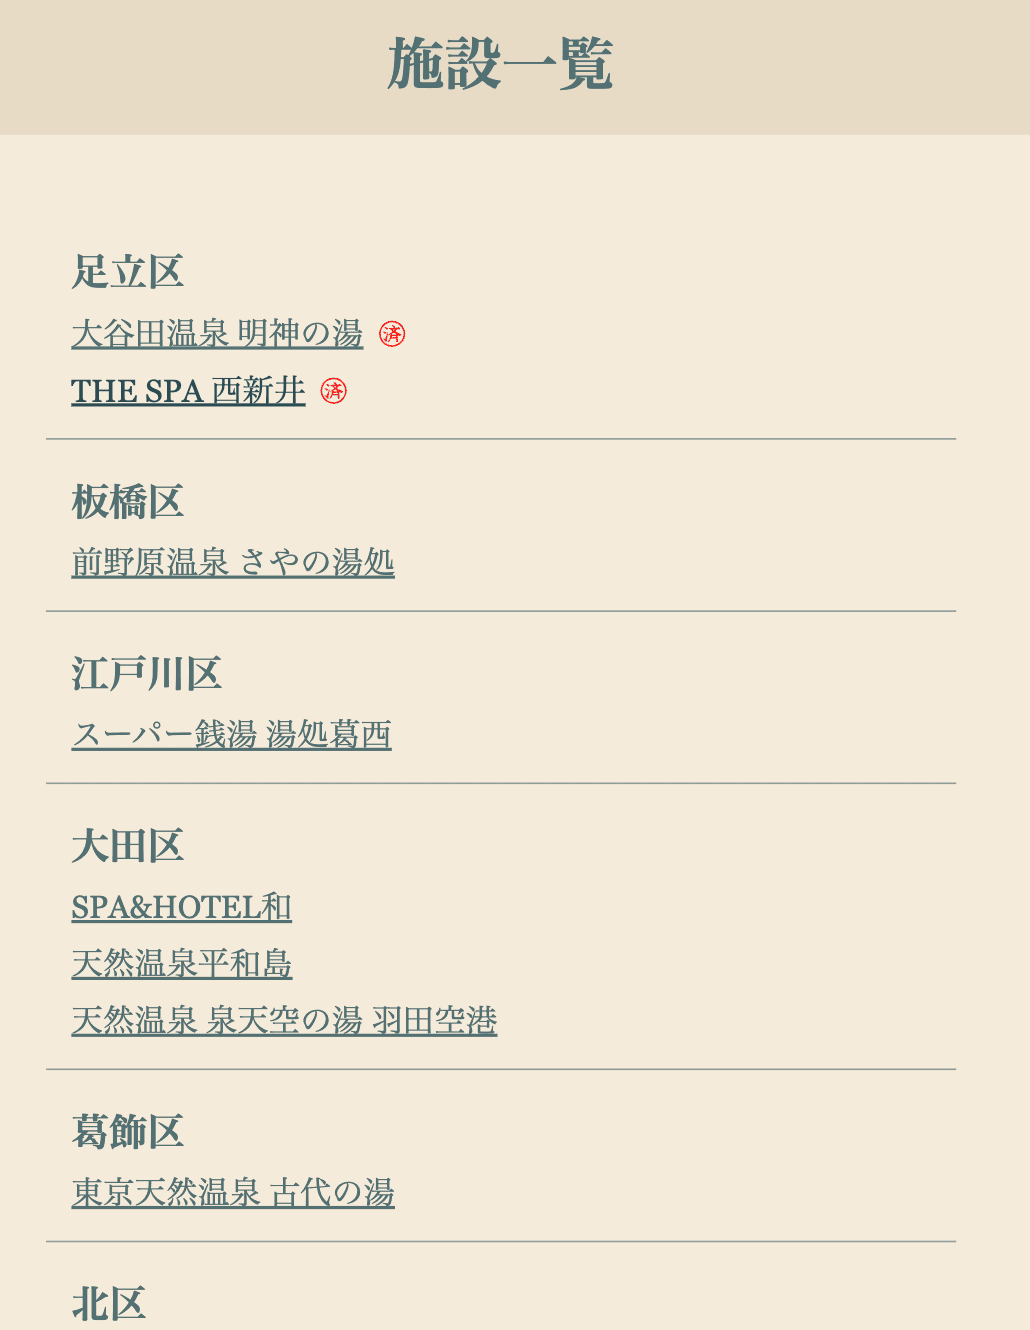 施設一覧
足立区
大谷田温泉 明神の湯 ㊮済
THE SPA 西新井 済
板橋区
前野原温泉 さやの湯処
江戸川区
スーパー銭湯 湯処葛西
大田区
SPA&HOTEL和
天然温泉平和島
天然温泉 泉天空の湯 羽田空港
葛飾区
東京天然温泉 古代の湯
北区